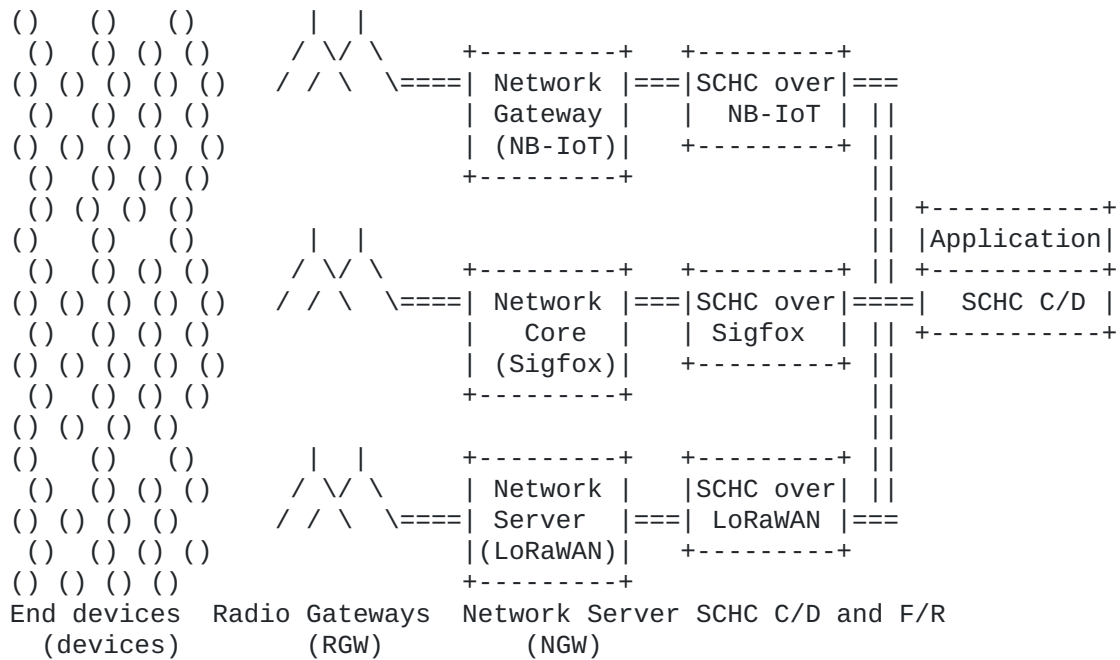 ()    ()    ()        |   |
 ()   () () ()       / \/ \     +---------+   +---------+
() () () () ()   / / \   \====| Network |===|SCHC over|===
 ()   () () ()                  | Gateway |   |  NB-IoT | ||
() () () () ()                  | (NB-IoT)|   +---------+ ||
 ()   () () ()                  +---------+               ||
 () () () ()                                              || +-----------+
()    ()    ()        |   |                               || |Application|
 ()   () () ()       / \/ \     +---------+   +---------+ || +-----------+
() () () () ()   / / \   \====| Network |===|SCHC over|====|  SCHC C/D |
 ()   () () ()                  |   Core  |   | Sigfox  | || +-----------+
() () () () ()                  | (Sigfox)|   +---------+ ||
 ()   () () ()                  +---------+               ||
() () () ()                                               ||
()    ()    ()        |   |     +---------+   +---------+ ||
 ()   () () ()       / \/ \     | Network |   |SCHC over| ||
() () () ()      / / \   \====| Server  |===| LoRaWAN |===
 ()   () () ()                  |(LoRaWAN)|   +---------+
() () () ()                     +---------+
End devices  Radio Gateways  Network Server SCHC C/D and F/R
  (devices)       (RGW)         (NGW)